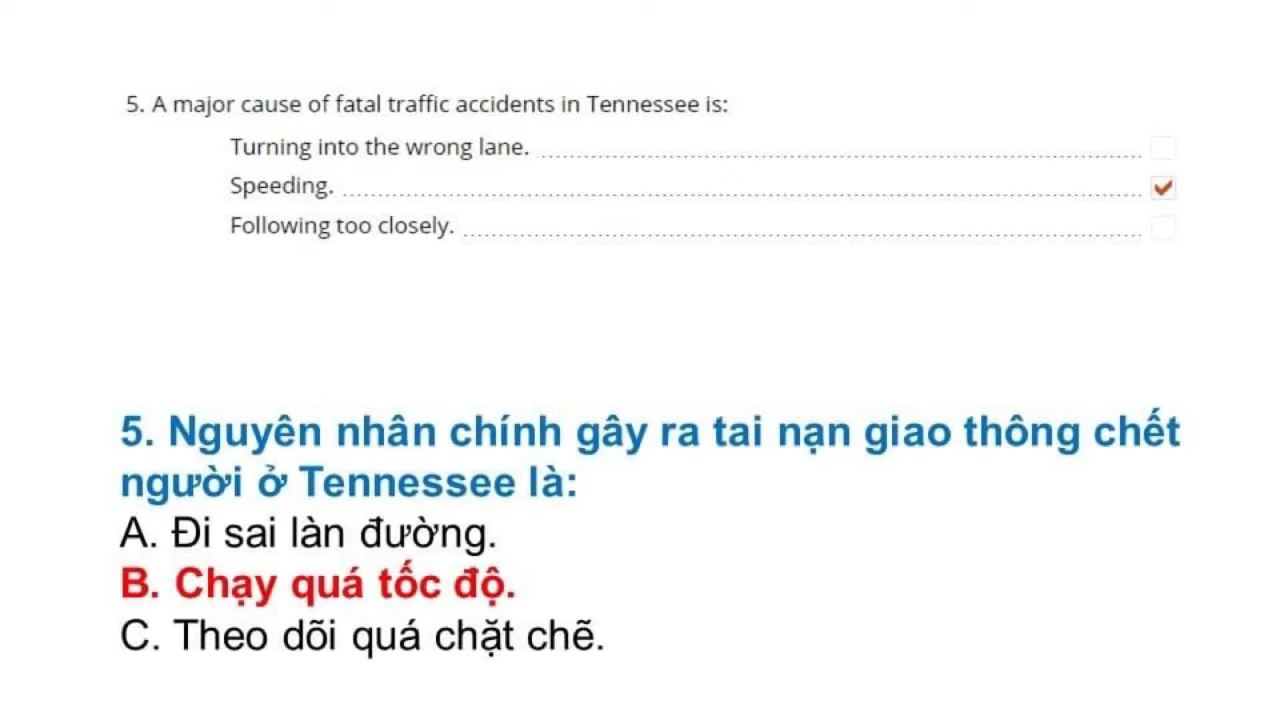 5. A major cause of fatal traffic accidents in Tennessee is:
Turning into the wrong lane.
Speeding.
Following too closely.
5. Nguyên nhân chính gây ra tai nạn giao thông chết
người ở Tennessee là:
A. Đi sai làn đường.
B. Chạy quá tốc độ.
C. Theo dõi quá chặt chẽ.